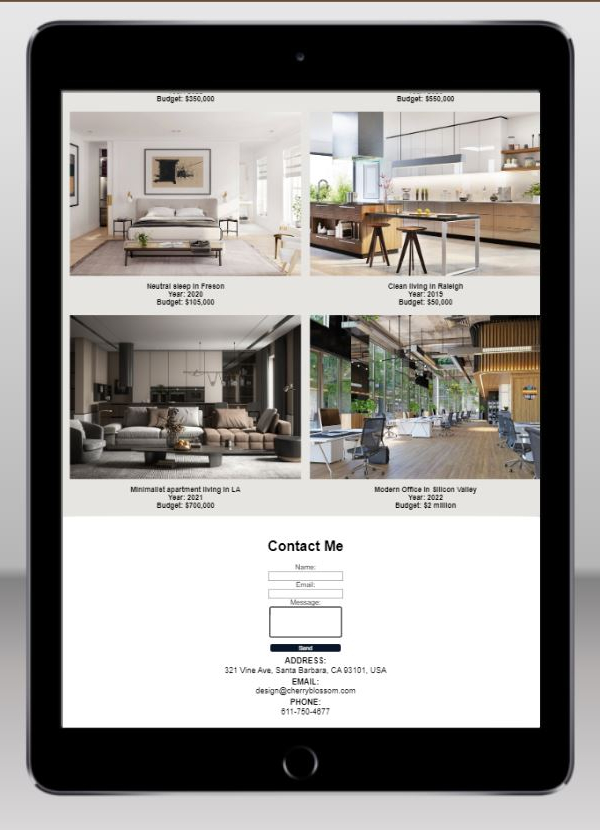 Budget: $350,000
Budget: $550,000
Neutral sleep in Freson
Year: 2020
Budget: $105,000
Clean living in Raleigh
Year: 2015
Budget: $50,000
Minimalist apartment living in LA
Year: 2021
Budget: $700,000
Modern Office in Silicon Valley
Year: 2022
Budget: $2 million
Contact Me
Name:
Email:
Message:
Send
ADDRESS:
321 Vine Ave, Santa Barbara, CA 93101, USA
EMAIL:
design@cherryblossom.com
PHONE:
611-750-4677